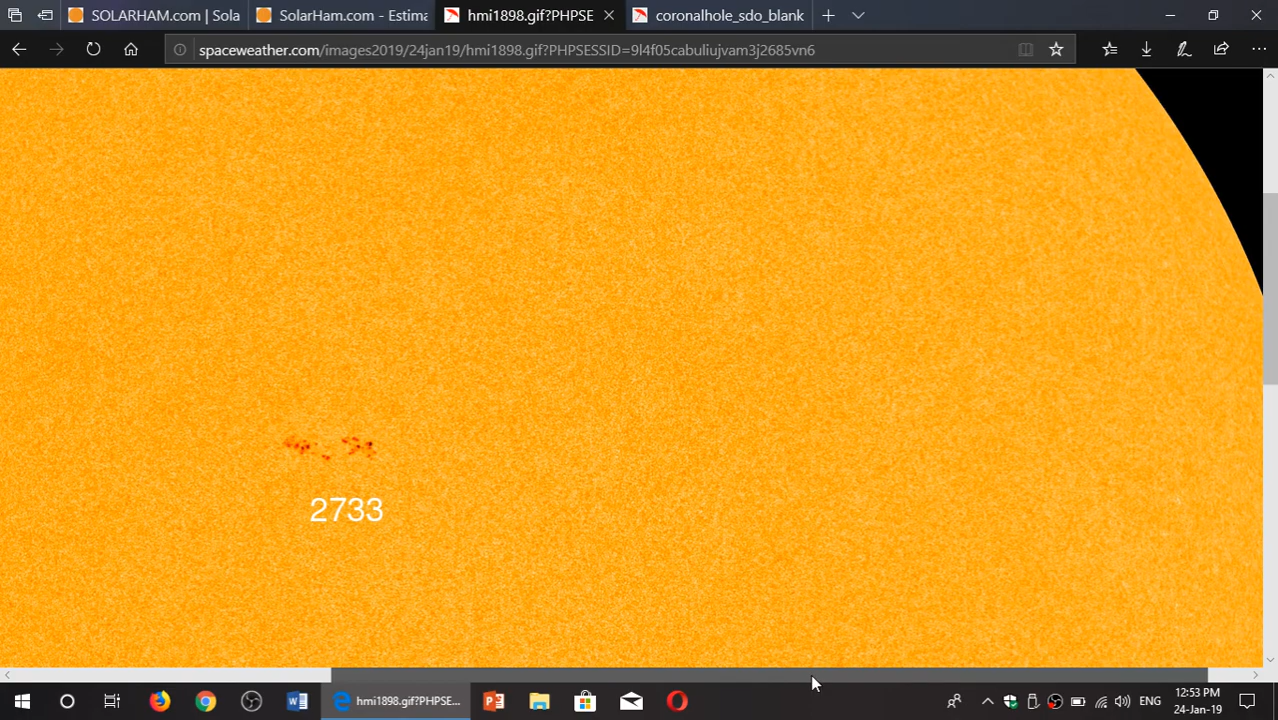 SOLARHAM.com | Sola
SolarHam.com - Estima
hmi1898.gif?PHPSE
coronalhole_sdo_blank
spaceweather.com/images2019/24jan19/hmi1898.gif?PHPSESSID=9l4f05cabuliujvam3j2685vn6
2733
hmi1898.gif?PHPSE...
ENG
12:53 PM
24-Jan-19